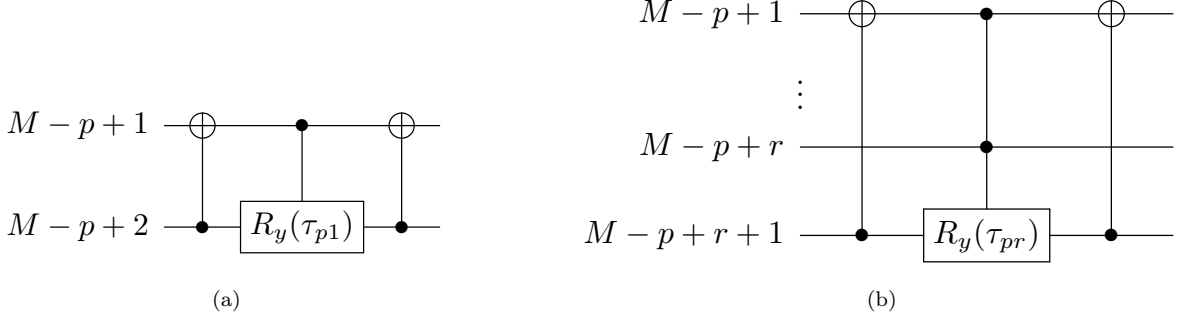 M − p + 1
M − p + 2
R_y(τ_{p1})
(a)
M − p + 1
⋮
M − p + r
M − p + r + 1
R_y(τ_{pr})
(b)